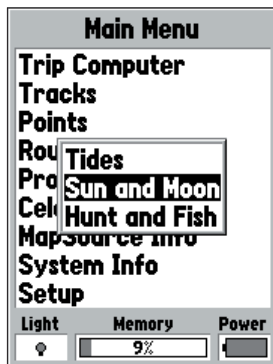 Main Menu
Trip Computer
Tracks
Points
Rou
Tides
Pro
Sun and Moon
Cel
Hunt and Fish
MapSource Info
System Info
Setup
Light Memory Power
9%